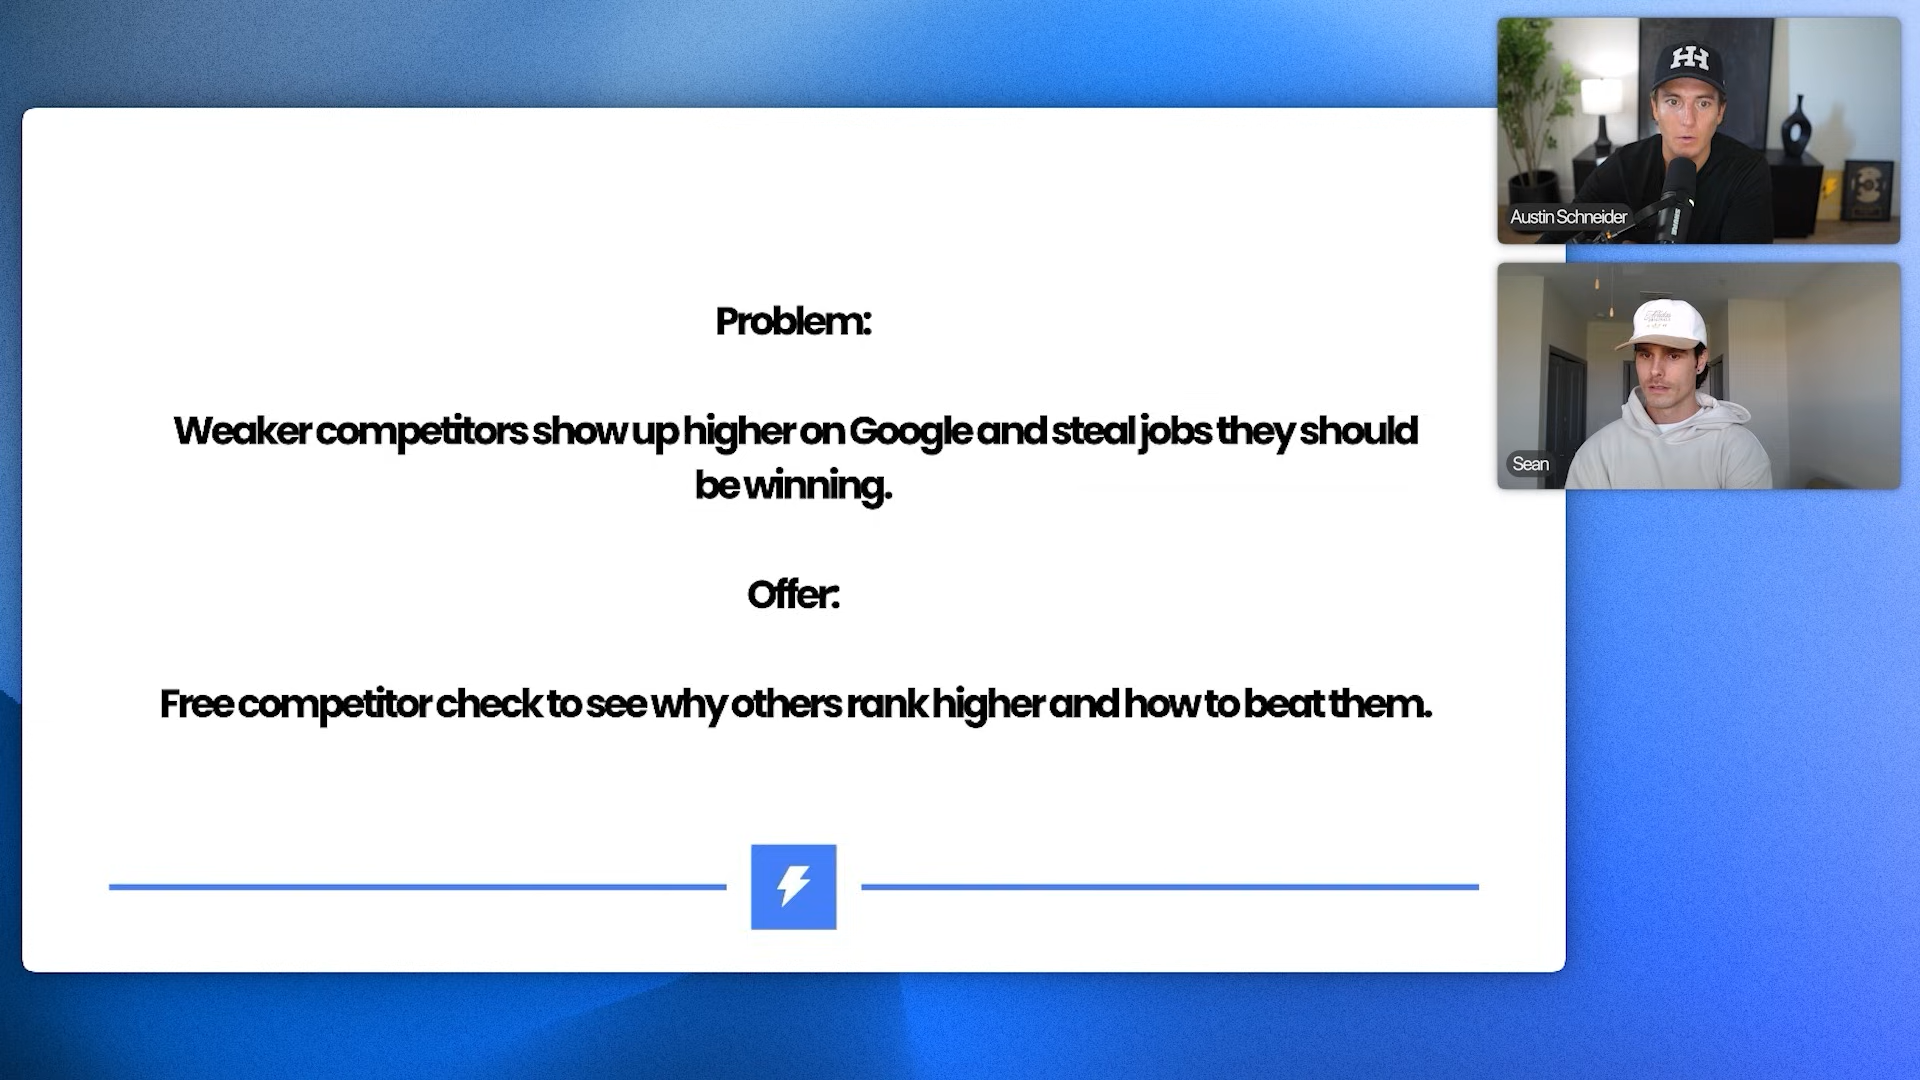 Problem:
Weaker competitors show up higher on Google and steal jobs they should
be winning.
Offer:
Free competitor check to see why others rank higher and how to beat them.
Austin Schneider
Sean